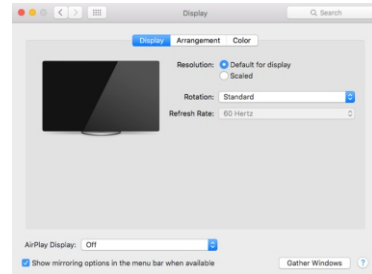 Display
Search
Display Arrangement Color
Resolution: Default for display
Scaled
Rotation: Standard
Refresh Rate: 60 Hertz
AirPlay Display: Off
Show mirroring options in the menu bar when available
Gather Windows ?